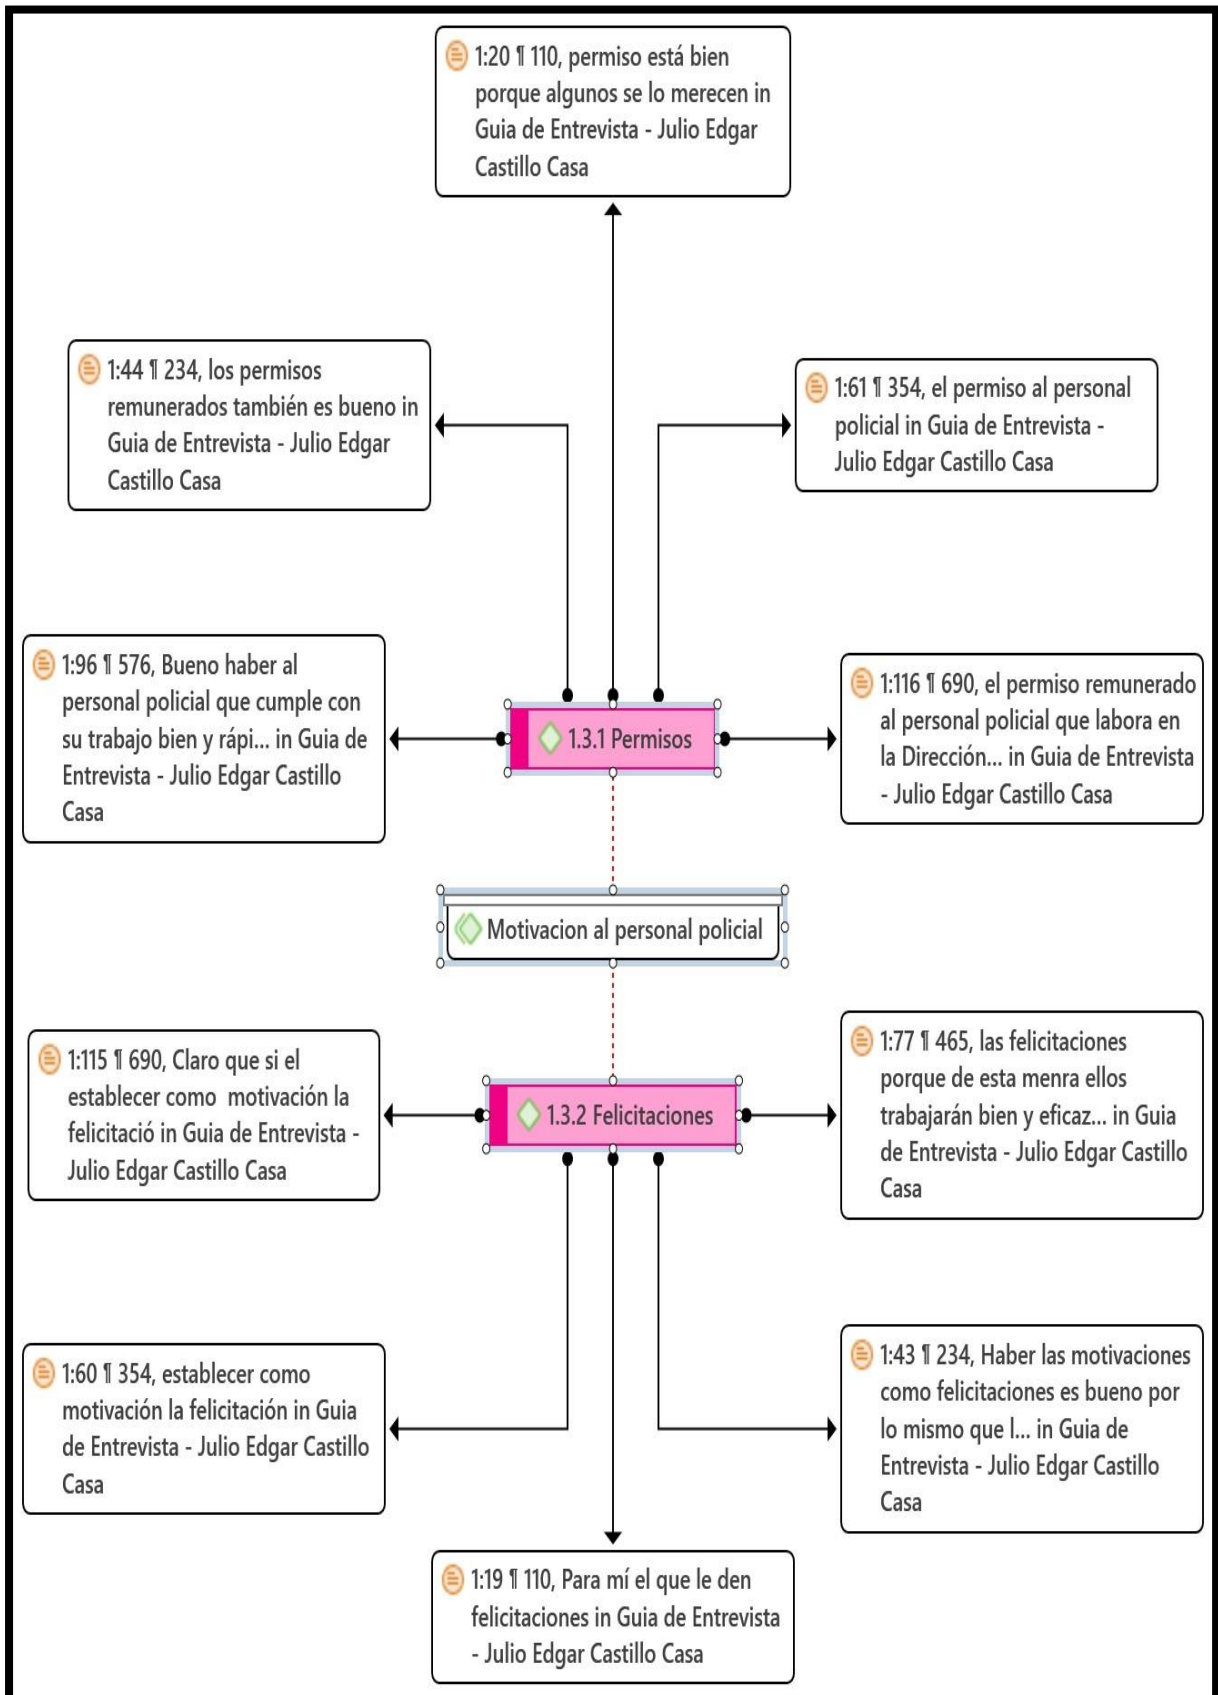 1:20 ¶ 110, permiso está bien
porque algunos se lo merecen in
Guia de Entrevista - Julio Edgar
Castillo Casa
1:44 ¶ 234, los permisos
remunerados también es bueno in
Guia de Entrevista - Julio Edgar
Castillo Casa
1:61 ¶ 354, el permiso al personal
policial in Guia de Entrevista -
Julio Edgar Castillo Casa
1:96 ¶ 576, Bueno haber al
personal policial que cumple con
su trabajo bien y rápi... in Guia de
Entrevista - Julio Edgar Castillo
Casa
1:116 ¶ 690, el permiso remunerado
al personal policial que labora en
la Dirección... in Guia de Entrevista
- Julio Edgar Castillo Casa
1.3.1 Permisos
Motivacion al personal policial
1:115 ¶ 690, Claro que si el
establecer como motivación la
felicitació in Guia de Entrevista -
Julio Edgar Castillo Casa
1.3.2 Felicitaciones
1:77 ¶ 465, las felicitaciones
porque de esta menra ellos
trabajarán bien y eficaz... in Guia
de Entrevista - Julio Edgar Castillo
Casa
1:60 ¶ 354, establecer como
motivación la felicitación in Guia
de Entrevista - Julio Edgar Castillo
Casa
1:43 ¶ 234, Haber las motivaciones
como felicitaciones es bueno por
lo mismo que l... in Guia de
Entrevista - Julio Edgar Castillo
Casa
1:19 ¶ 110, Para mí el que le den
felicitaciones in Guia de Entrevista
- Julio Edgar Castillo Casa